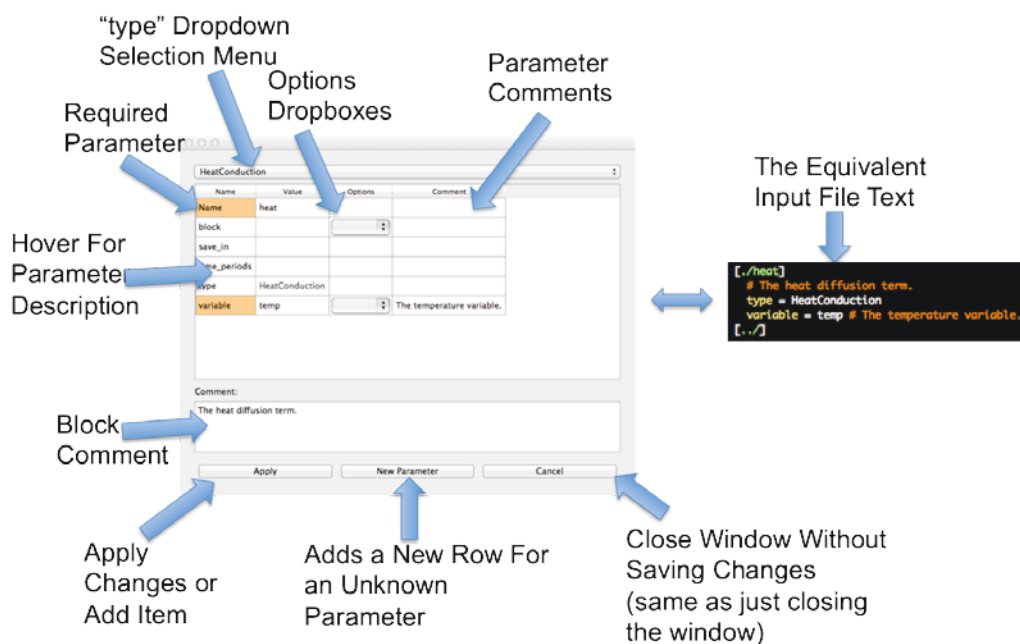 “type” Dropdown
Selection Menu
Options
Dropboxes
Parameter
Comments
Required
Parameter
The Equivalent
Input File Text
HeatConduction
Name Value Options Comment
Name heat
block
save_in
me_periods
type HeatConduction
variable temp The temperature variable.
Hover For
Parameter
Description
[./heat]
# The heat diffusion term.
type = HeatConduction
variable = temp # The temperature variable.
[../]
Comment:
The heat diffusion term.
Block
Comment
Apply New Parameter Cancel
Apply
Changes or
Add Item
Adds a New Row For
an Unknown
Parameter
Close Window Without
Saving Changes
(same as just closing
the window)